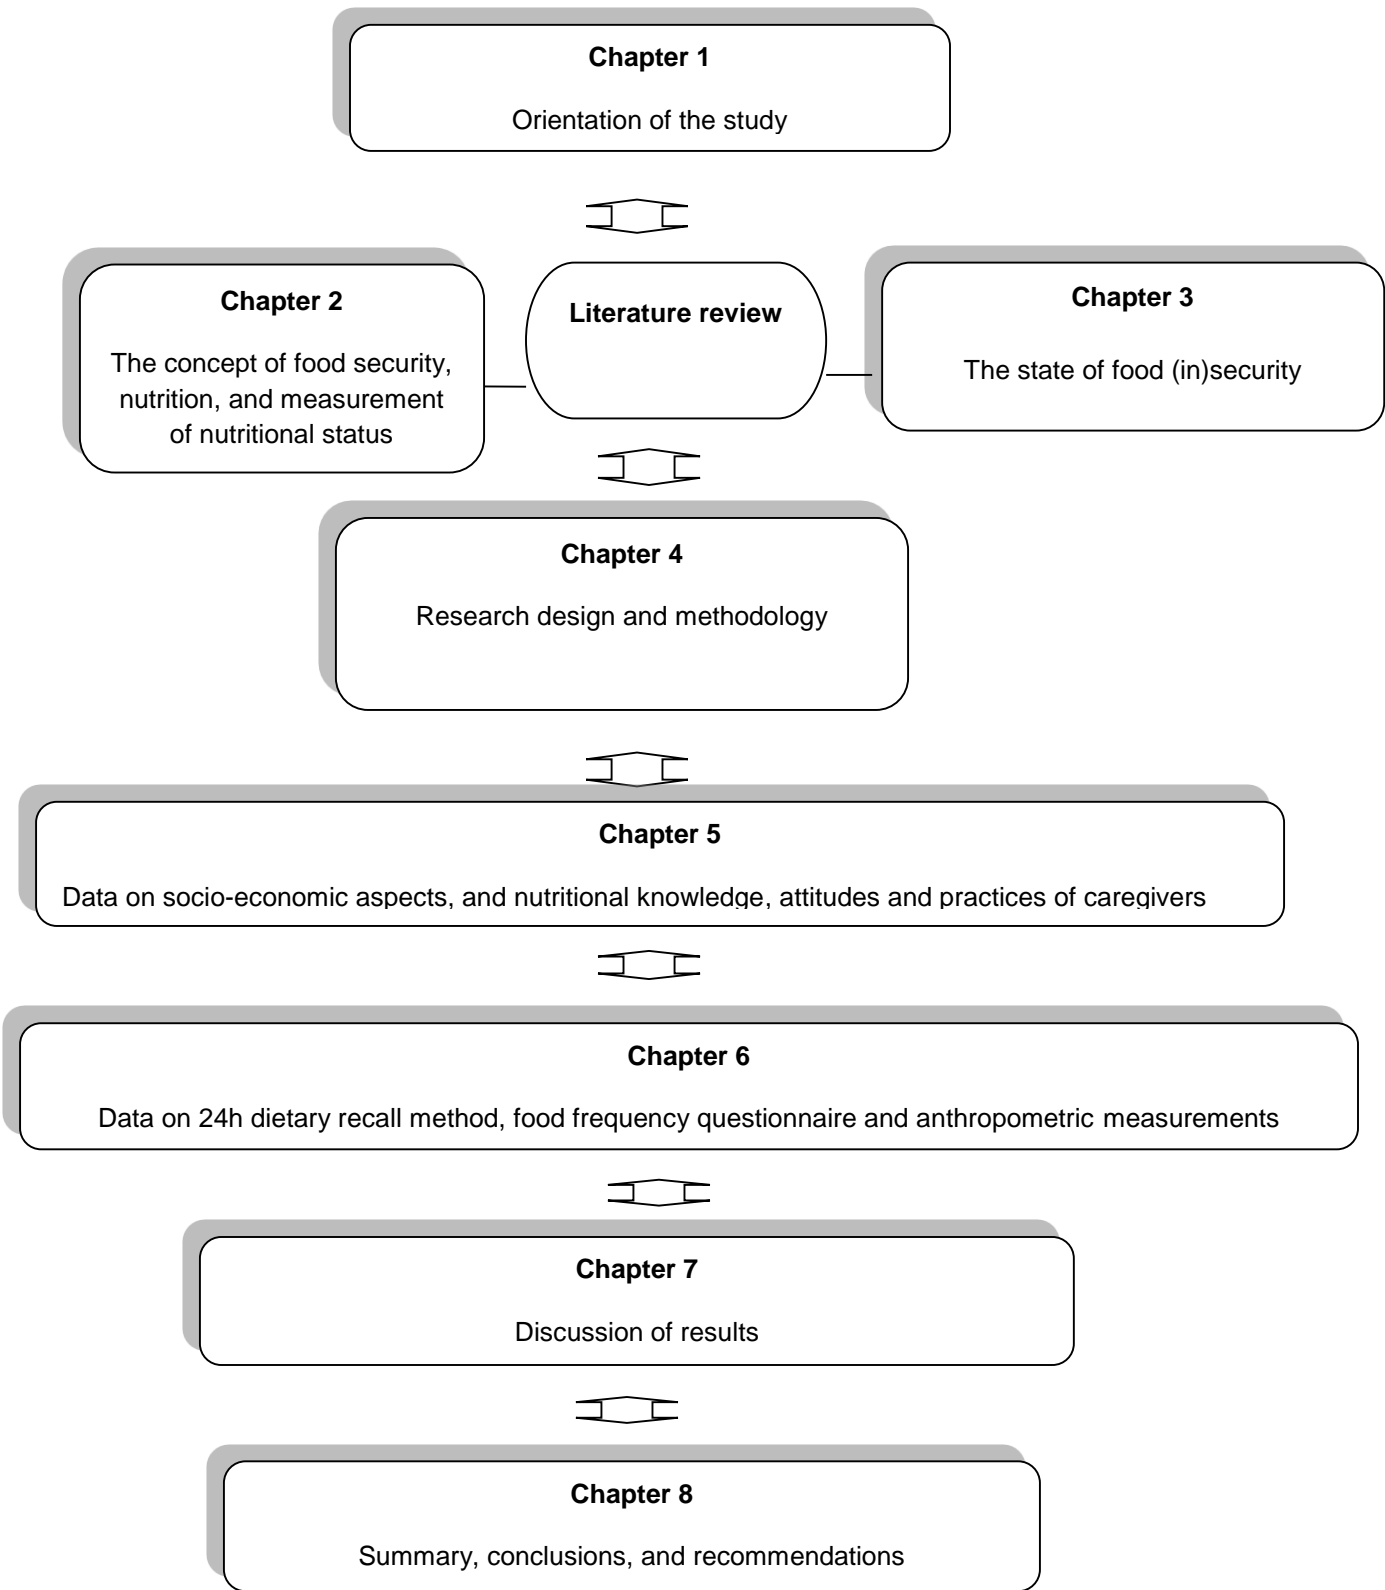 Chapter 1
Orientation of the study
Chapter 2
The concept of food security,
nutrition, and measurement
of nutritional status
Literature review
Chapter 3
The state of food (in)security
Chapter 4
Research design and methodology
Chapter 5
Data on socio-economic aspects, and nutritional knowledge, attitudes and practices of caregivers
Chapter 6
Data on 24h dietary recall method, food frequency questionnaire and anthropometric measurements
Chapter 7
Discussion of results
Chapter 8
Summary, conclusions, and recommendations